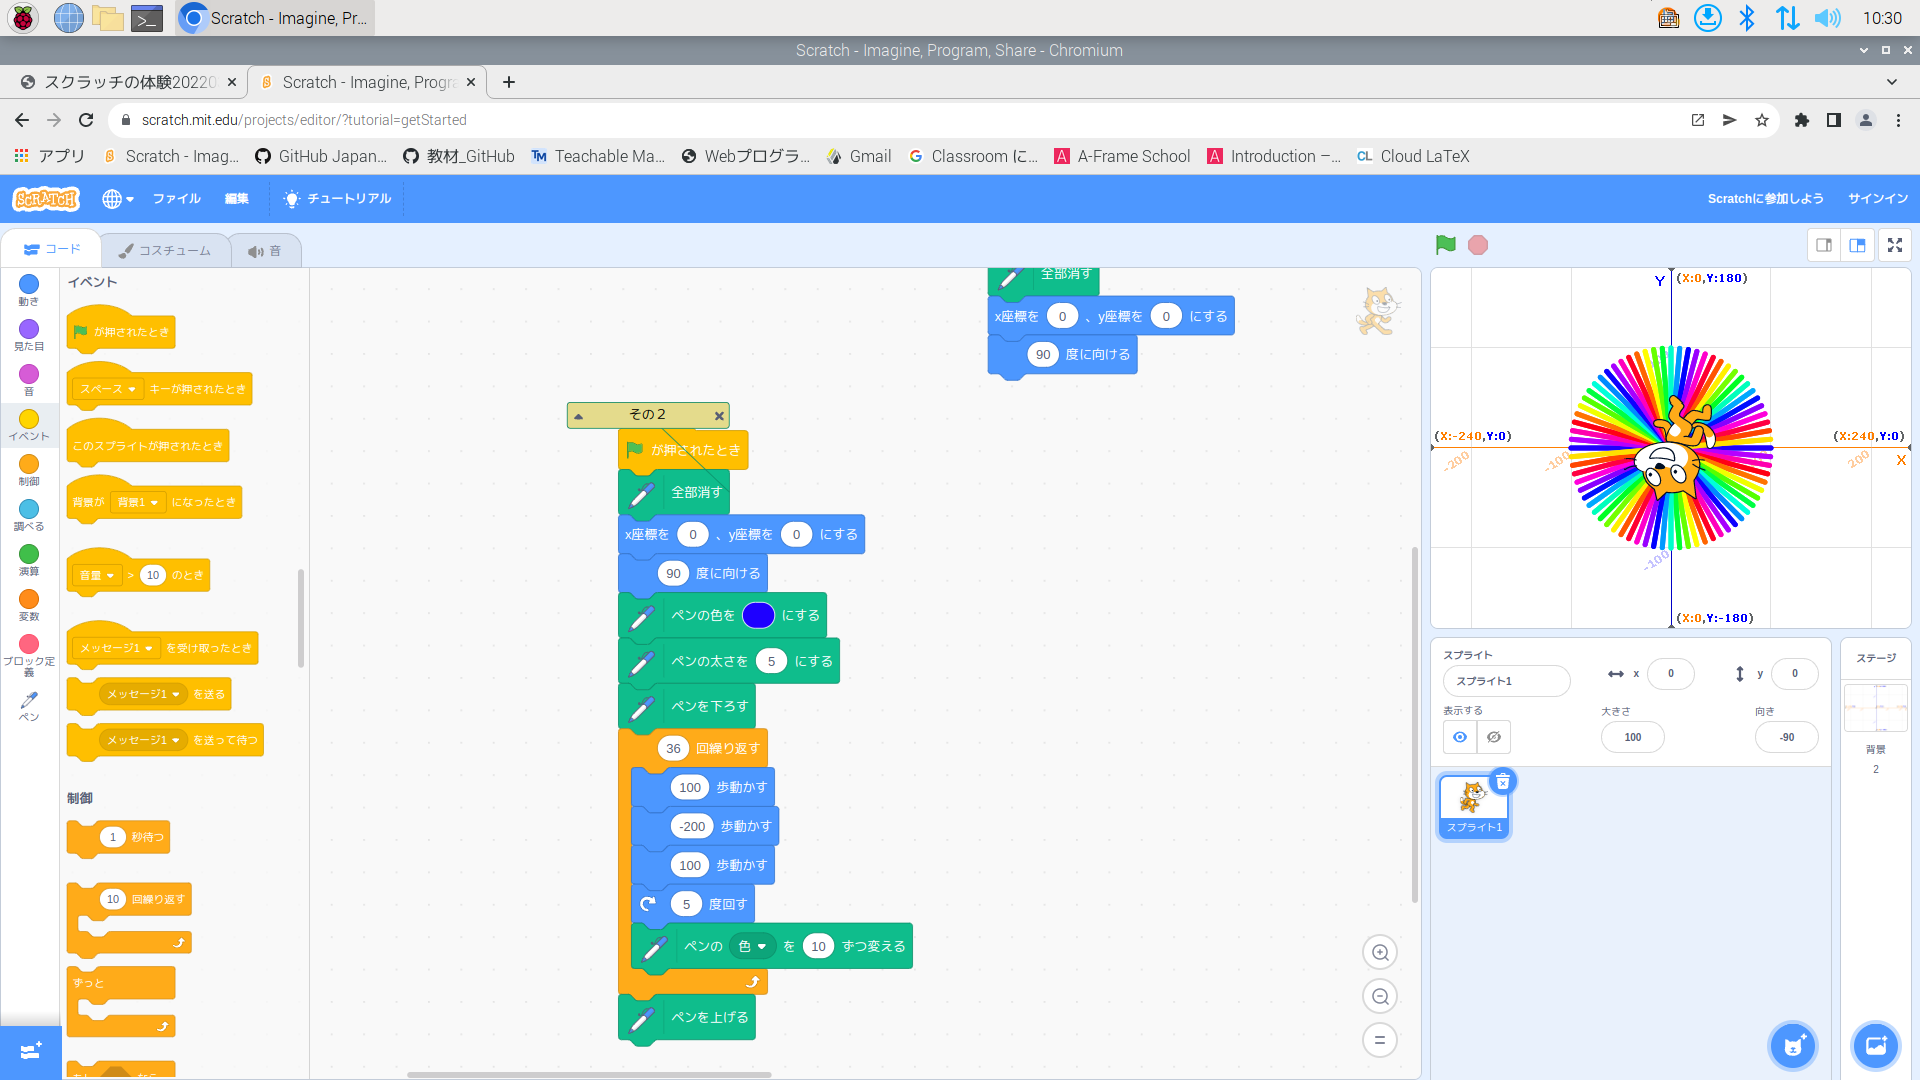 Scratch - Imagine, Pr...
10:30
Scratch - Imagine, Program, Share - Chromium
スクラッチの体験20220
Scratch - Imagine, Progra
scratch.mit.edu/projects/editor/?tutorial=getStarted
アプリ
Scratch - Imag...
GitHub Japan...
教材_GitHub
Teachable Ma...
Webプログラ...
Gmail
Classroom に...
A-Frame School
Introduction –...
Cloud LaTeX
SCRATCH
ファイル
編集
チュートリアル
Scratchに参加しよう
サインイン
コード
コスチューム
音
動き
見た目
音
イベント
制御
調べる
演算
変数
ブロック定義
ペン
イベント
が押されたとき
スペース キーが押されたとき
このスプライトが押されたとき
背景が 背景1 になったとき
音量 > 10 のとき
メッセージ1 を受け取ったとき
メッセージ1 を送る
メッセージ1 を送って待つ
制御
1 秒待つ
10 回繰り返す
ずっと
全部消す
x座標を 0 、y座標を 0 にする
90 度に向ける
その２
が押されたとき
全部消す
x座標を 0 、y座標を 0 にする
90 度に向ける
ペンの色を にする
ペンの太さを 5 にする
ペンを下ろす
36 回繰り返す
100 歩動かす
-200 歩動かす
100 歩動かす
5 度回す
ペンの 色 を 10 ずつ変える
ペンを上げる
Y (X:0,Y:180)
(X:-240,Y:0)
(X:240,Y:0)
-200
-100
200
X
-100
(X:0,Y:-180)
スプライト
スプライト1
x 0
y 0
表示する
大きさ
100
向き
-90
スプライト1
ステージ
背景
2